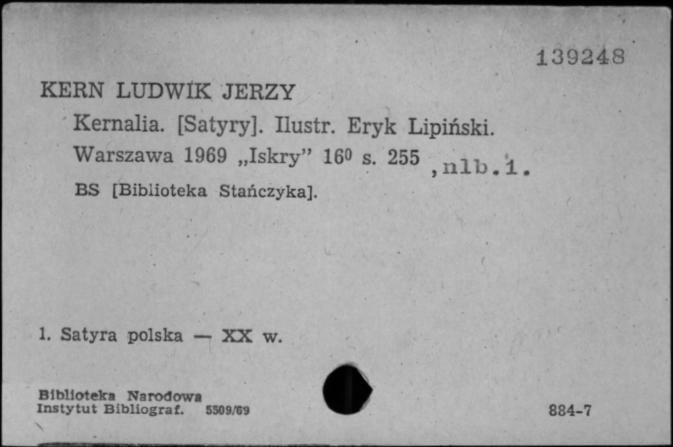 139248
KERN LUDWIK JERZY
Kernalia. [Satyry]. Ilustr. Eryk Lipiński.
Warszawa 1969 „Iskry” 16⁰ s. 255 , nlb. 1.
BS [Biblioteka Stańczyka].
1. Satyra polska — XX w.
Biblioteka Narodowa
Instytut Bibliograf. 5509/69
884-7